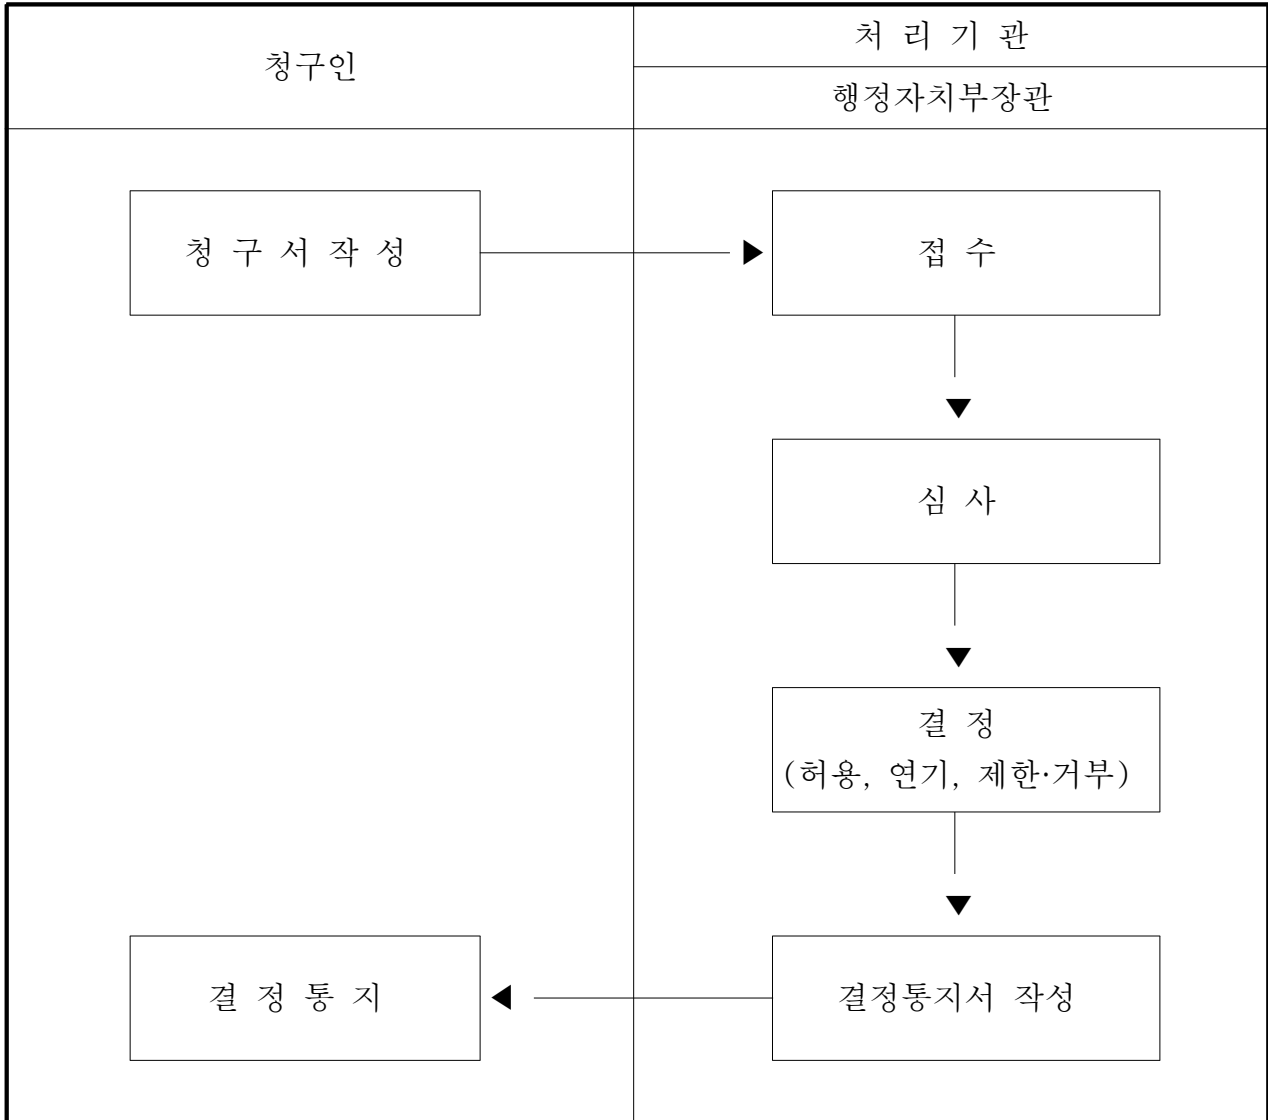 청구인
처 리 기 관
행정자치부장관
청 구 서 작 성
접 수
심 사
결 정
(허용, 연기, 제한·거부)
결 정 통 지
결정통지서 작성